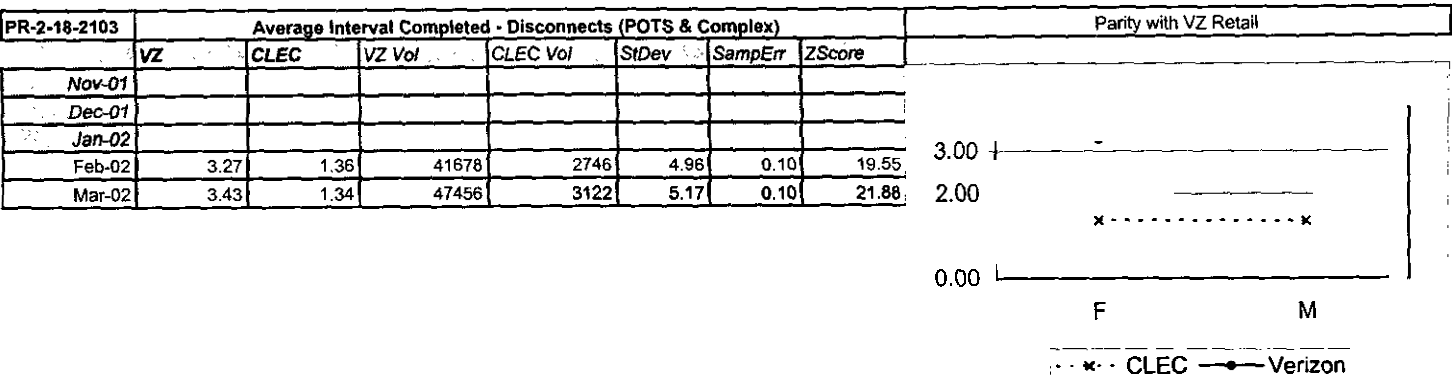 PR-2-18-2103 Average Interval Completed - Disconnects (POTS & Complex) Parity with VZ Retail
VZ CLEC VZ Vol CLEC Vol StDev SampErr ZScore
Nov-01
Dec-01
Jan-02
Feb-02 3.27 1.36 41678 2746 4.96 0.10 19.55
Mar-02 3.43 1.34 47456 3122 5.17 0.10 21.88
3.00
2.00
0.00
F M
CLEC Verizon